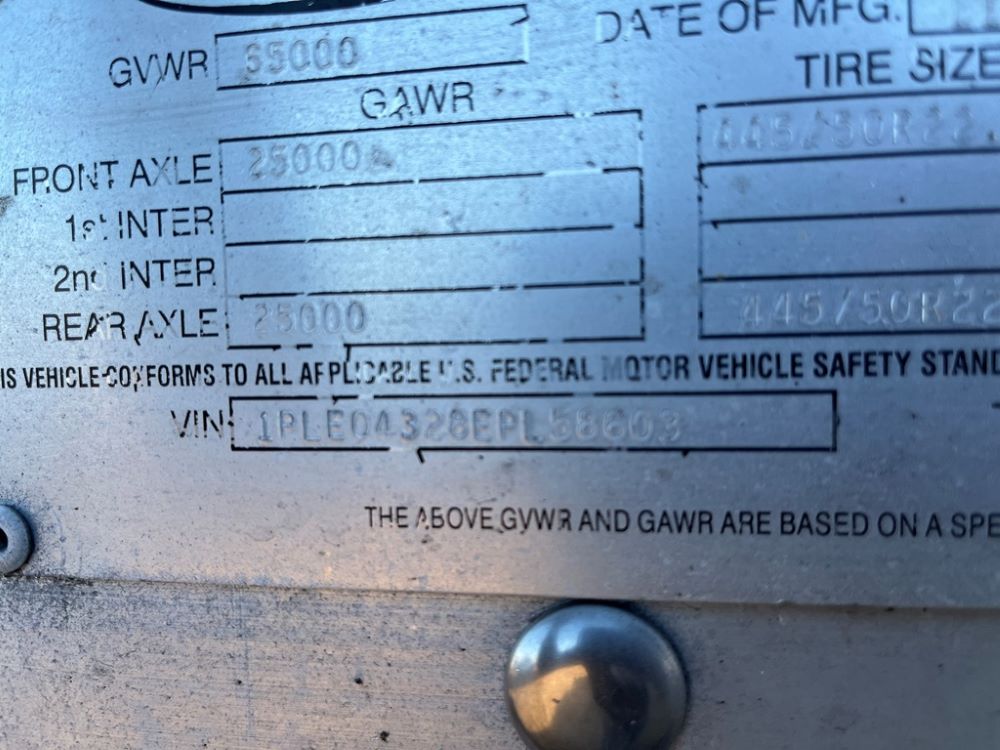 DATE OF MFG.
GVWR 65000
TIRE SIZE
GAWR
FRONT AXLE 25000 445/50R22.
1st INTER
2nd INTER
REAR AXLE 25000 445/50R22
IS VEHICLE CONFORMS TO ALL APPLICABLE U.S. FEDERAL MOTOR VEHICLE SAFETY STAND
VIN 1PLE04328EPL58603
THE ABOVE GVWR AND GAWR ARE BASED ON A SPE